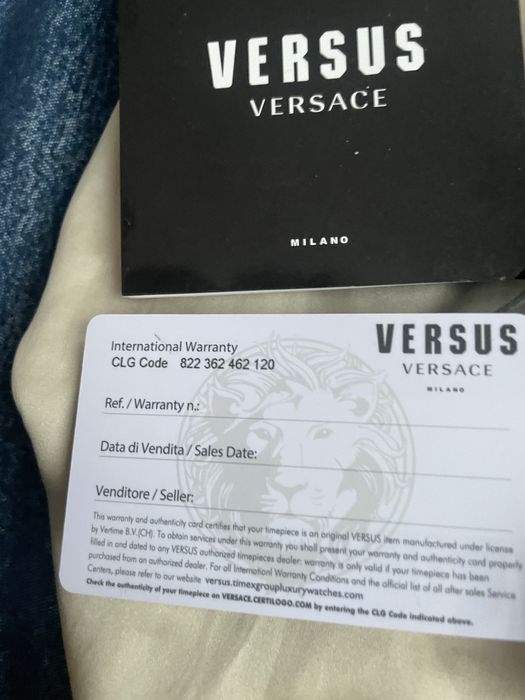 VERSUS
VERSACE
MILANO
VERSUS
VERSACE
MILANO
International Warranty
CLG Code 822 362 462 120
Ref. / Warranty n.:
Data di Vendita / Sales Date:
Venditore / Seller:
This warranty and authenticity card certifies that your timepiece is an original VERSUS item manufactured under license
by Vertime B.V.(CH). To obtain services under this warranty you shall present your warranty and authenticity card properly
filled in and dated to any VERSUS authorized timepieces dealer: warranty is only valid if your timepiece has been
purchased from an authorized dealer. For all Internationl Warranty Conditions and the official list of all after sales Service
Centers, please refer to our website versus.timexgroupluxurywatches.com
Check the authenticity of your timepiece on VERSACE.CERTILOGO.COM by entering the CLG Code indicated above.